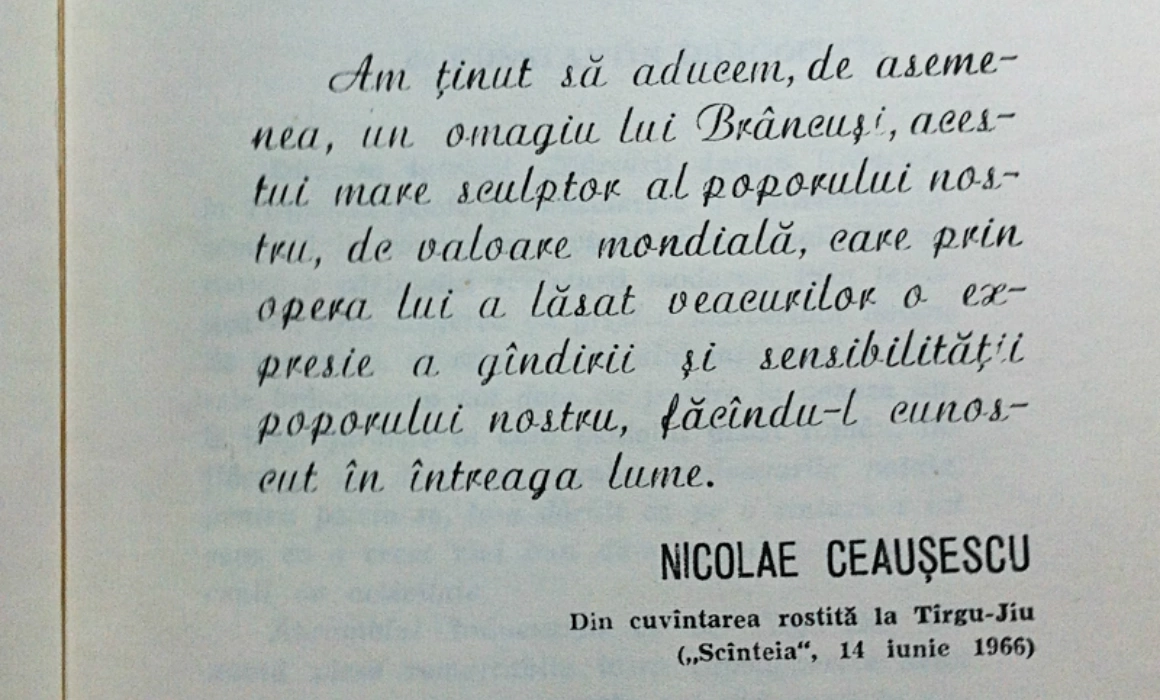 Am ținut să aducem, de aseme-
nea, un omagiu lui Brâncuși, aces-
tui mare sculptor al poporului nos-
tru, de valoare mondială, care prin
opera lui a lăsat veacurilor o ex-
presie a gîndirii și sensibilității
poporului nostru, făcîndu-l cunos-
cut în întreaga lume.
NICOLAE CEAUȘESCU
Din cuvîntarea rostită la Tîrgu-Jiu
(„Scînteia“, 14 iunie 1966)